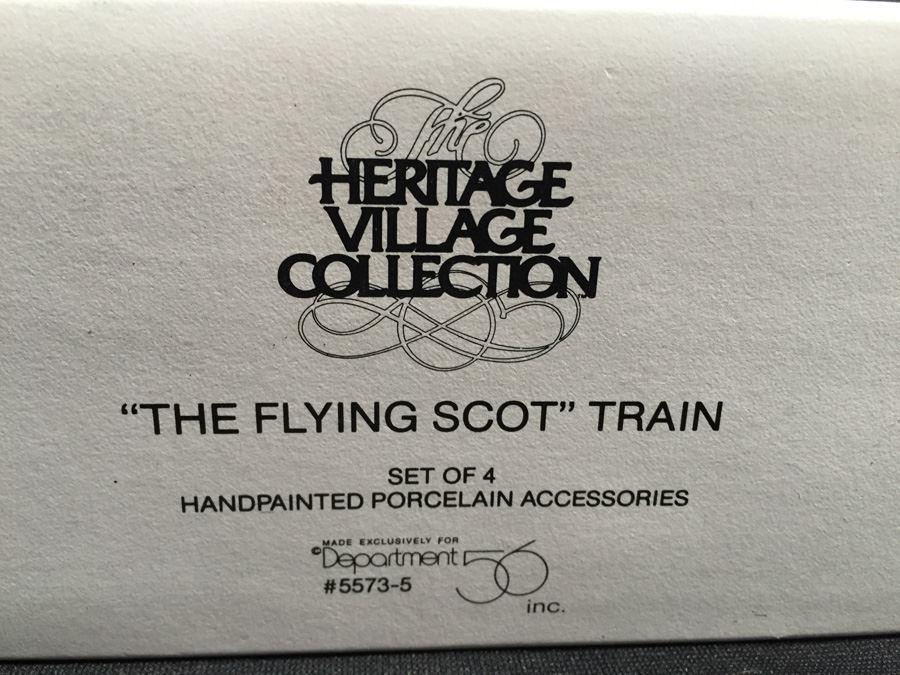 The
HERITAGE
VILLAGE
COLLECTION
“THE FLYING SCOT” TRAIN
SET OF 4
HANDPAINTED PORCELAIN ACCESSORIES
MADE EXCLUSIVELY FOR
©Department 56
#5573-5
inc.